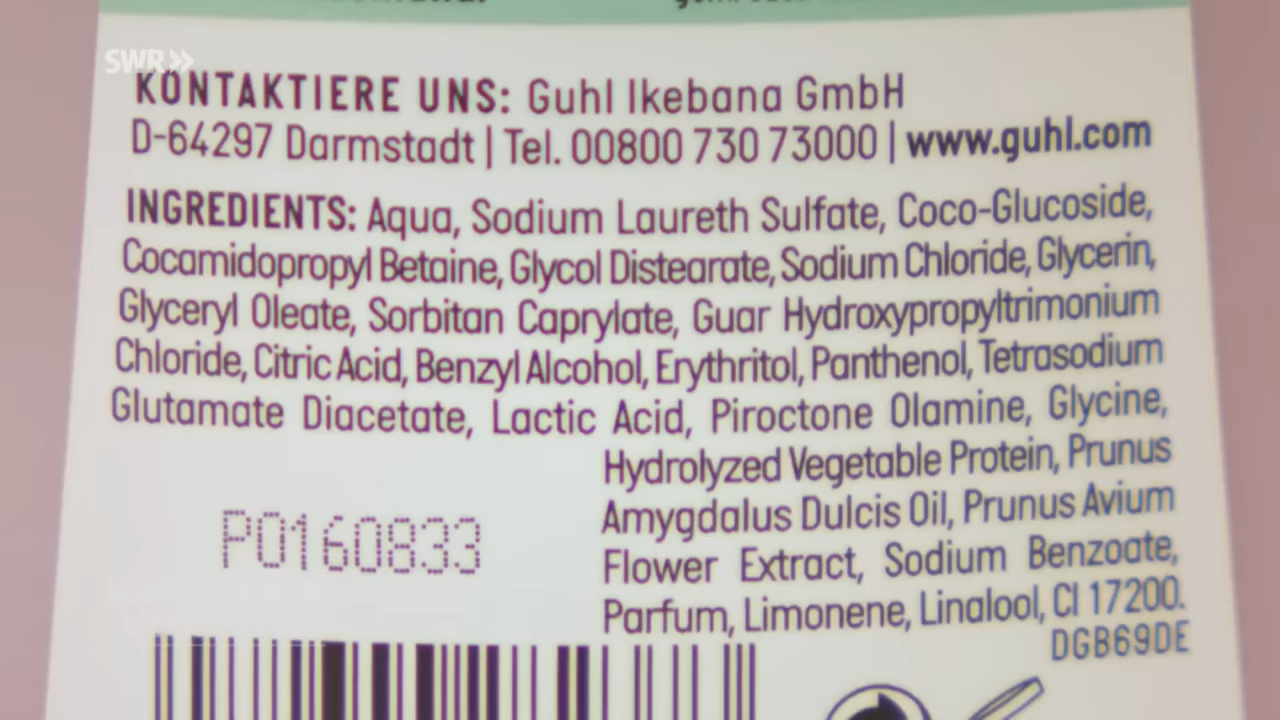 SWR»
KONTAKTIERE UNS: Guhl Ikebana GmbH
D-64297 Darmstadt | Tel. 00800 730 73000 | www.guhl.com
INGREDIENTS: Aqua, Sodium Laureth Sulfate, Coco-Glucoside,
Cocamidopropyl Betaine, Glycol Distearate, Sodium Chloride, Glycerin,
Glyceryl Oleate, Sorbitan Caprylate, Guar Hydroxypropyltrimonium
Chloride, Citric Acid, Benzyl Alcohol, Erythritol, Panthenol, Tetrasodium
Glutamate Diacetate, Lactic Acid, Piroctone Olamine, Glycine,
Hydrolyzed Vegetable Protein, Prunus
Amygdalus Dulcis Oil, Prunus Avium
Flower Extract, Sodium Benzoate,
Parfum, Limonene, Linalool, CI 17200.
DGB69DE
P0160833